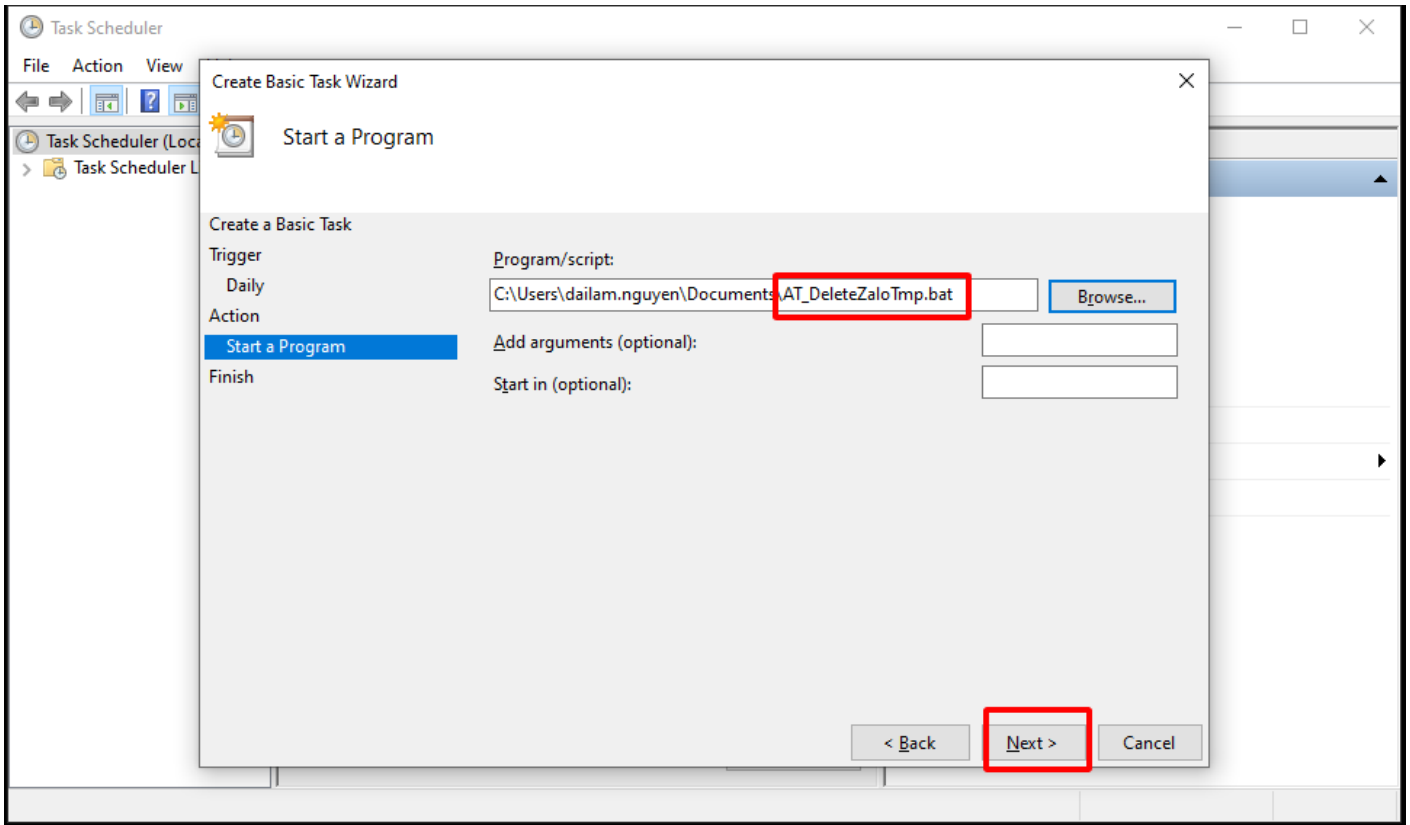 Task Scheduler
File Action View
Create Basic Task Wizard
Start a Program
Task Scheduler (Loca
Task Scheduler L
Create a Basic Task
Trigger
Daily
Action
Start a Program
Finish
Program/script:
C:\Users\dailam.nguyen\Documents\AT_DeleteZaloTmp.bat
Browse...
Add arguments (optional):
Start in (optional):
< Back Next > Cancel